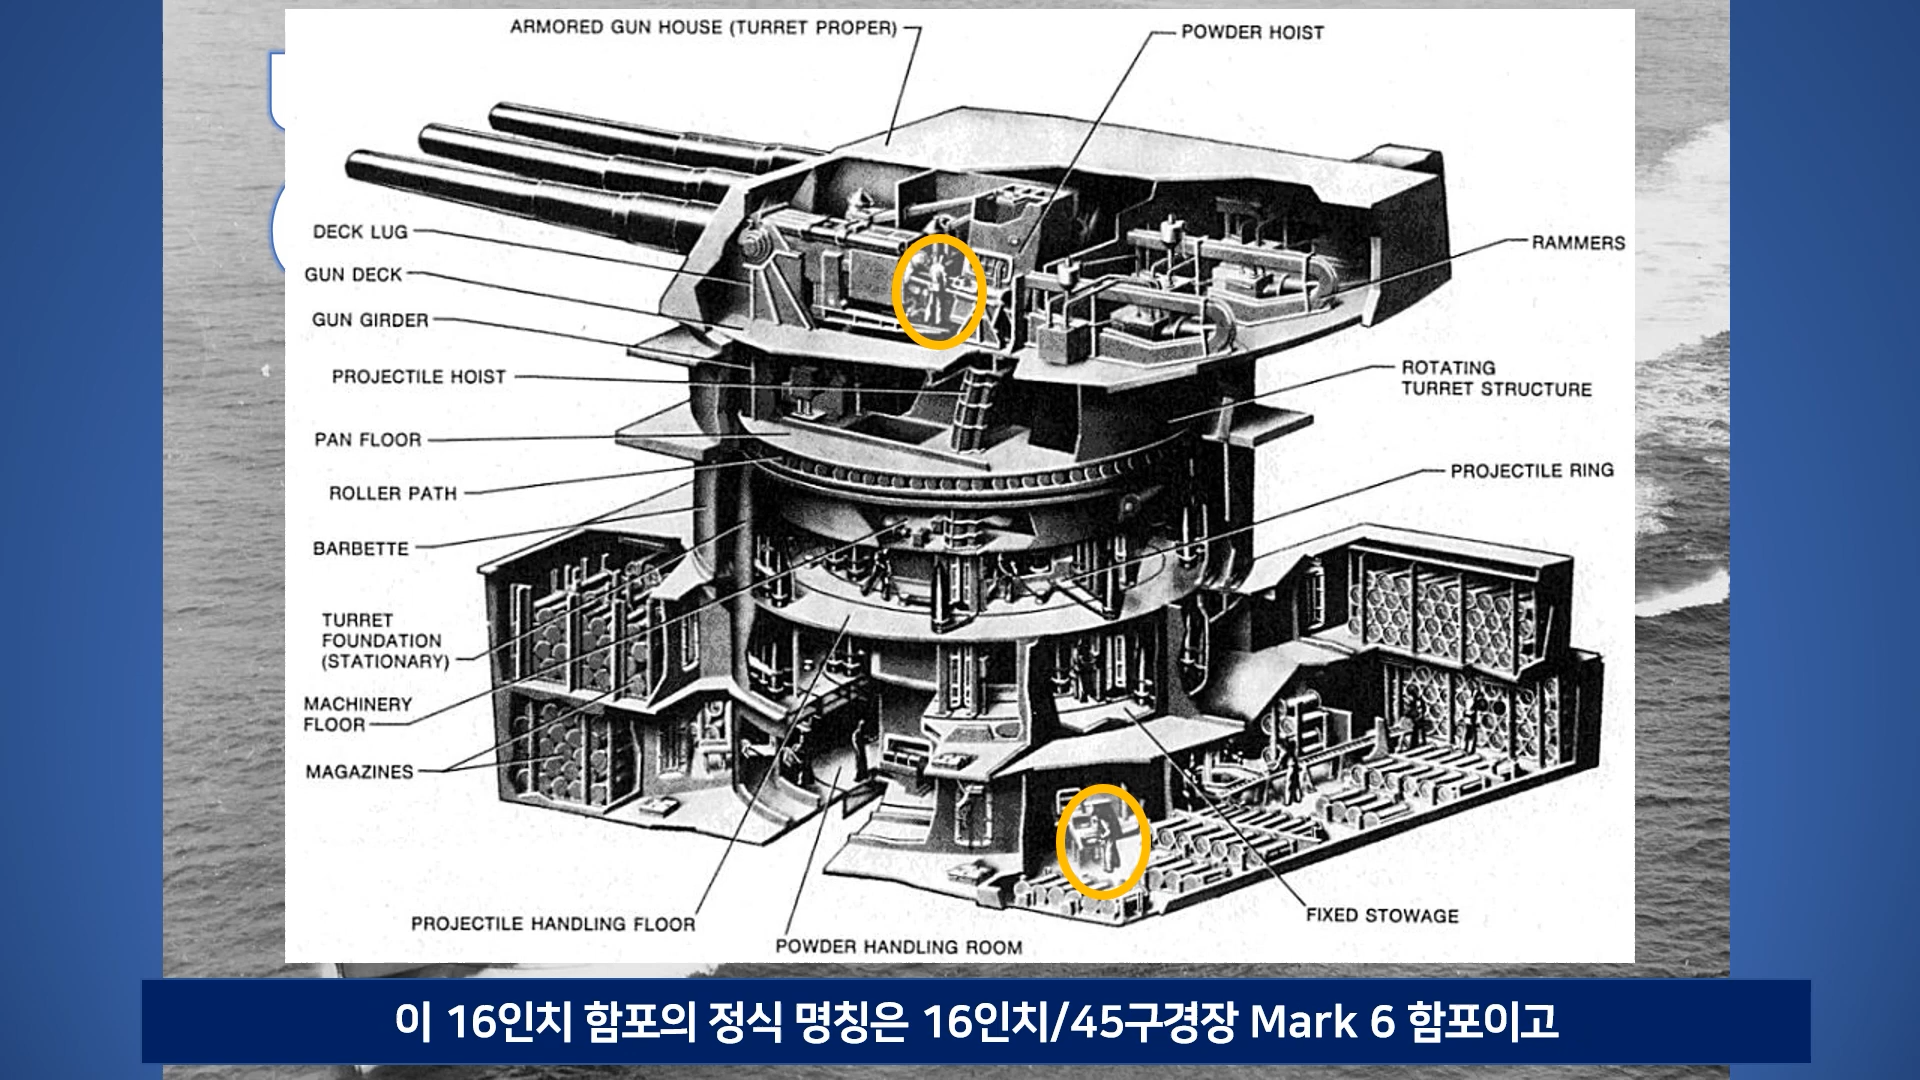 ARMORED GUN HOUSE (TURRET PROPER)
POWDER HOIST
DECK LUG
RAMMERS
GUN DECK
GUN GIRDER
PROJECTILE HOIST
ROTATING
TURRET STRUCTURE
PAN FLOOR
PROJECTILE RING
ROLLER PATH
BARBETTE
TURRET
FOUNDATION
(STATIONARY)
MACHINERY
FLOOR
MAGAZINES
PROJECTILE HANDLING FLOOR
FIXED STOWAGE
POWDER HANDLING ROOM
이 16인치 함포의 정식 명칭은 16인치/45구경장 Mark 6 함포이고